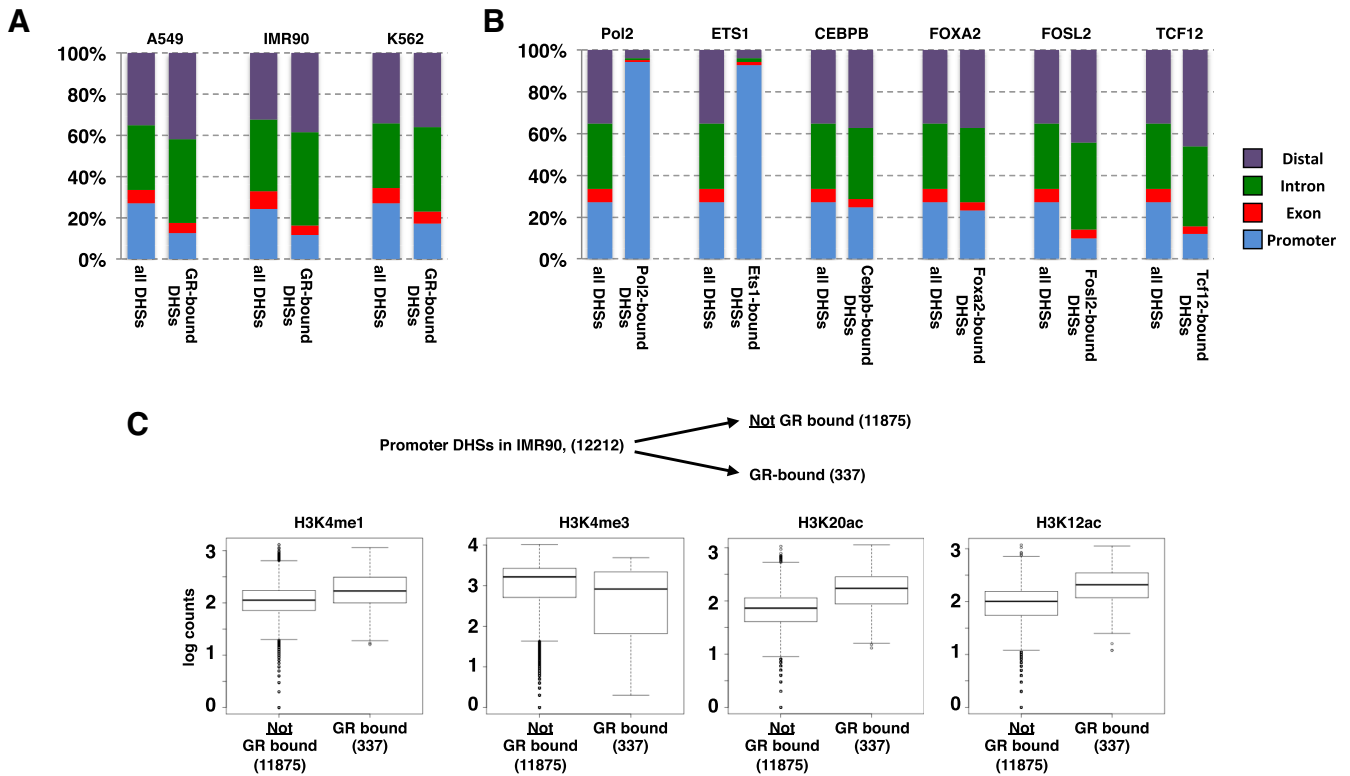 A
A549
IMR90
K562
100%
80%
60%
40%
20%
0%
all DHSs
GR-bound
DHSs
all DHSs
GR-bound
DHSs
all DHSs
GR-bound
DHSs
B
Pol2
ETS1
CEBPB
FOXA2
FOSL2
TCF12
100%
80%
60%
40%
20%
0%
all DHSs
Pol2-bound
DHSs
all DHSs
Ets1-bound
DHSs
all DHSs
Cebpb-bound
DHSs
all DHSs
Foxa2-bound
DHSs
all DHSs
Fosl2-bound
DHSs
all DHSs
Tcf12-bound
DHSs
Distal
Intron
Exon
Promoter
C
Promoter DHSs in IMR90, (12212)
Not GR bound (11875)
GR-bound (337)
H3K4me1
log counts
3
2
1
0
Not
GR bound
(11875)
GR bound
(337)
H3K4me3
4
3
2
1
0
Not
GR bound
(11875)
GR bound
(337)
H3K20ac
3
2
1
0
Not
GR bound
(11875)
GR bound
(337)
H3K12ac
3
2
1
0
Not
GR bound
(11875)
GR bound
(337)